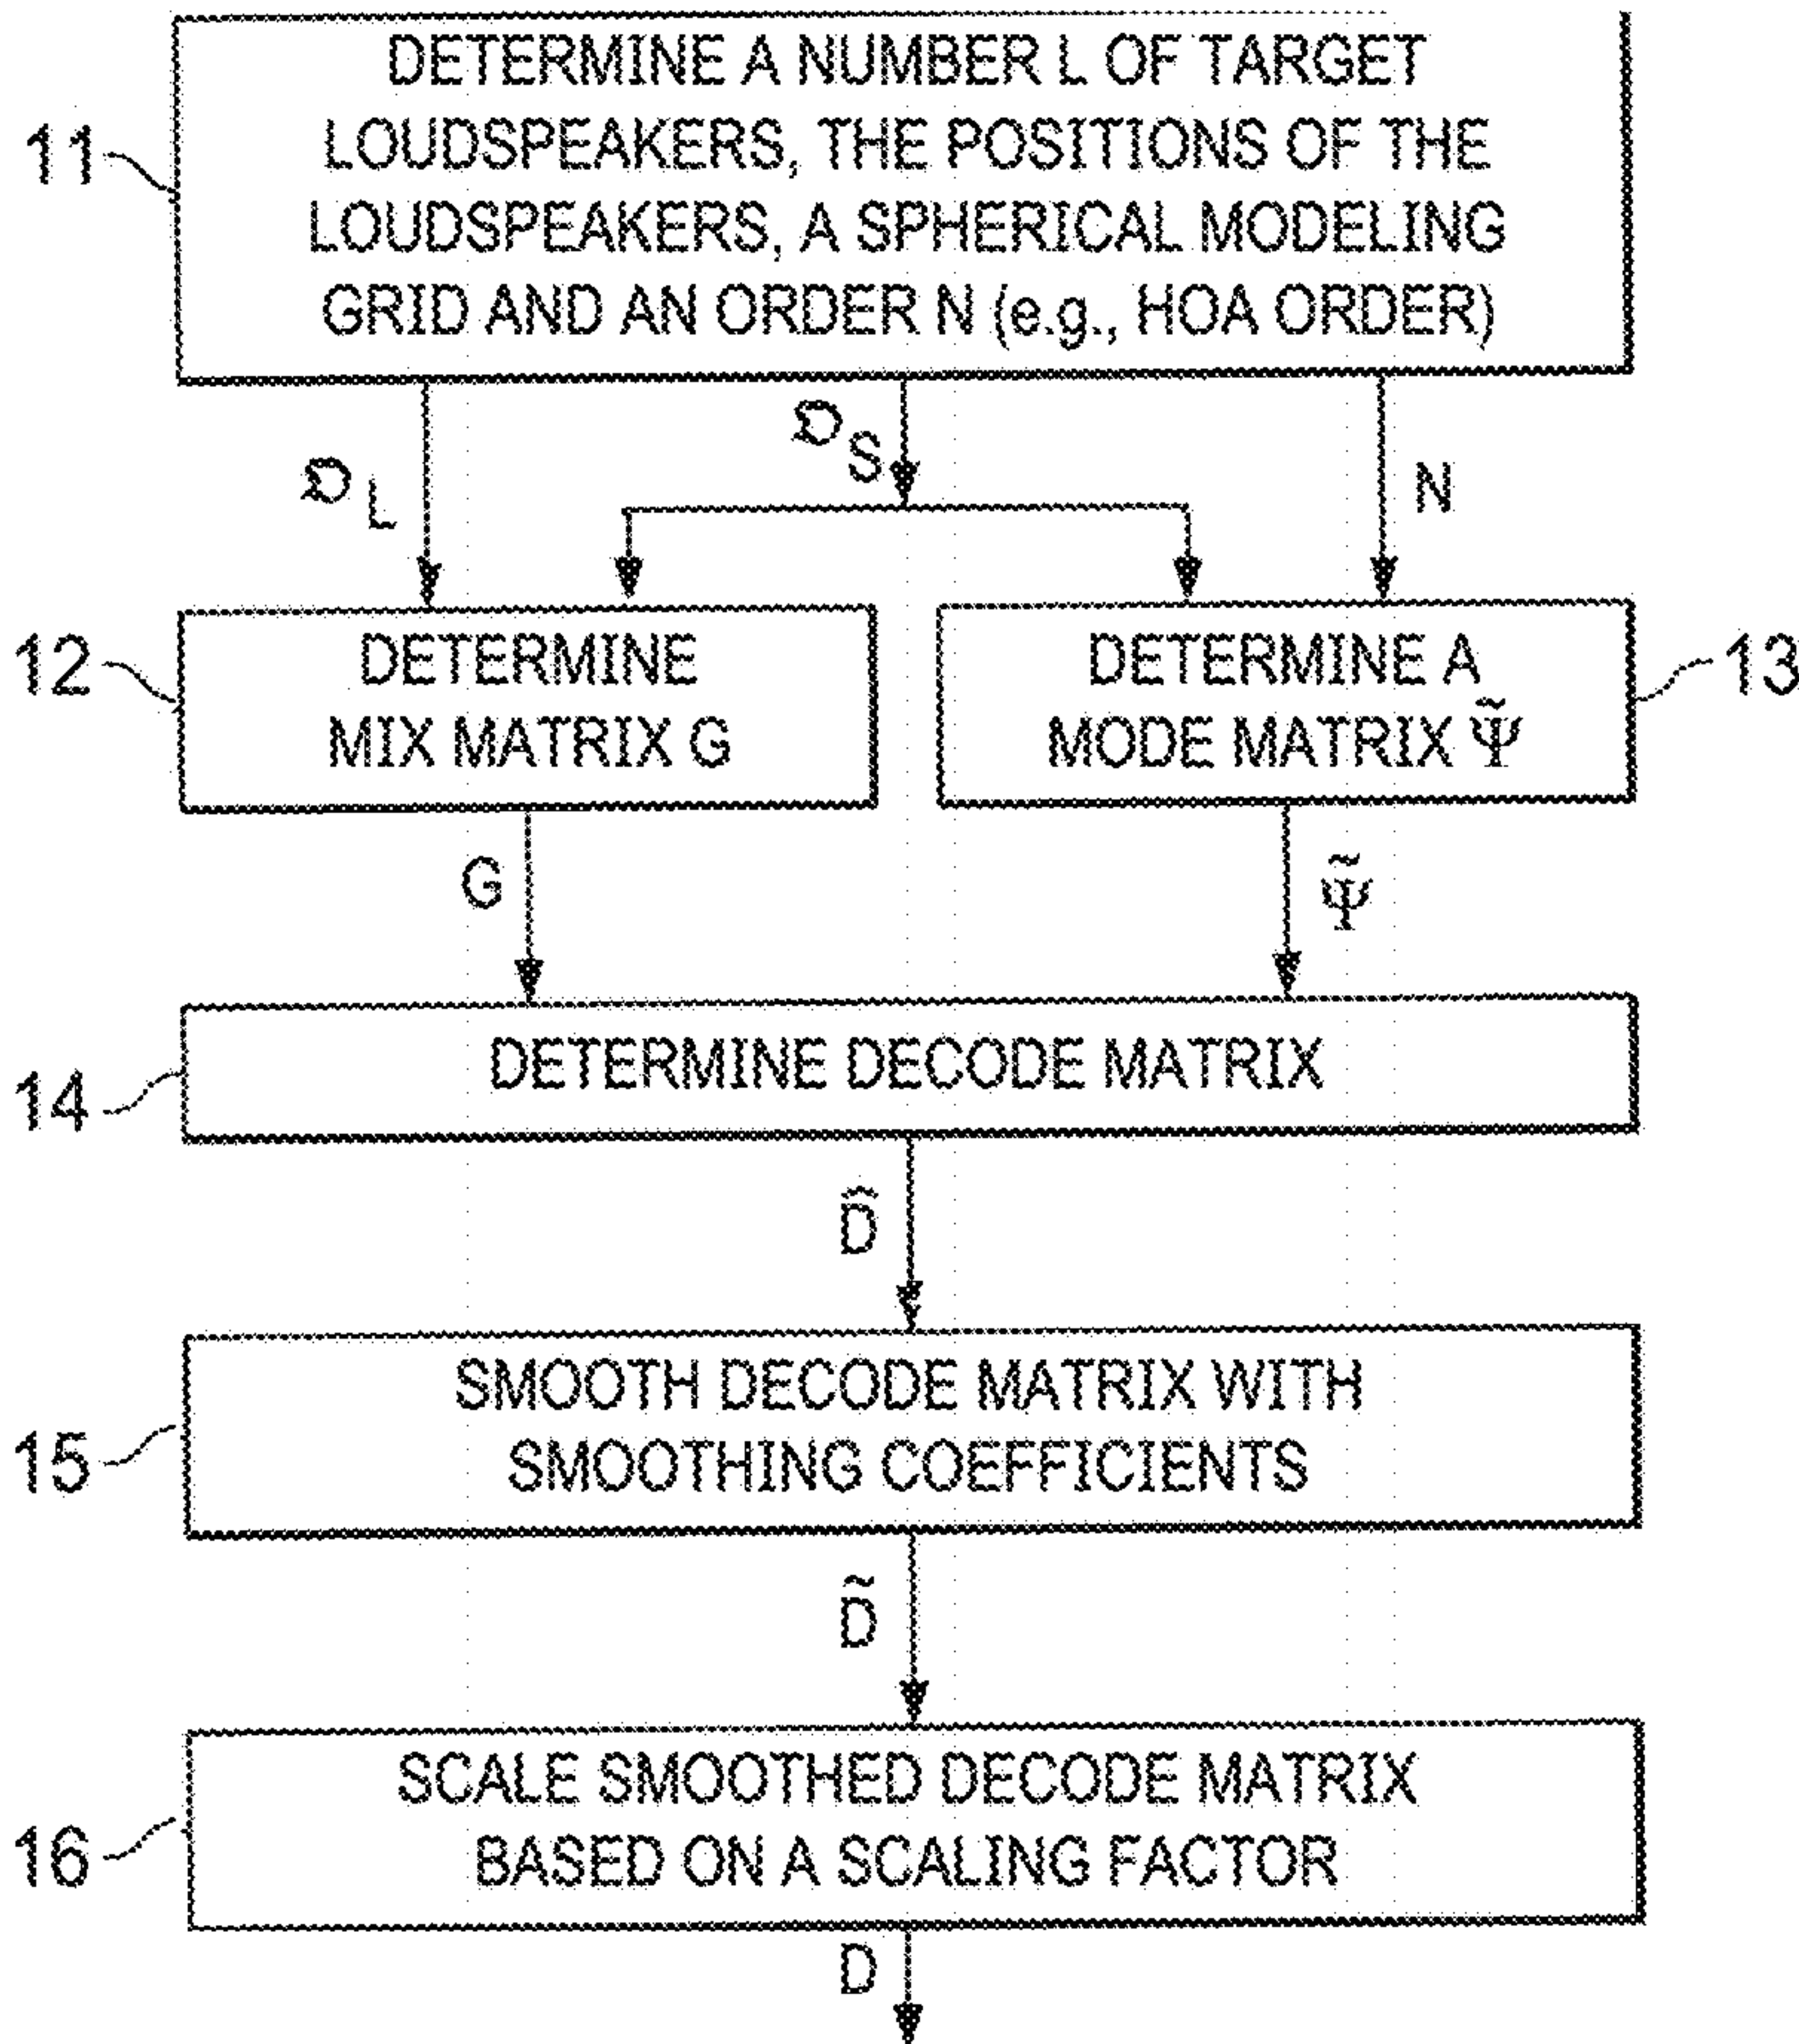 DETERMINE A NUMBER L OF TARGET
LOUDSPEAKERS, THE POSITIONS OF THE
LOUDSPEAKERS, A SPHERICAL MODELING
GRID AND AN ORDER N (e.g., HOA ORDER)
11
𝔇L
𝔇S
N
12
DETERMINE
MIX MATRIX G
DETERMINE A
MODE MATRIX Ψ̃
13
G
Ψ̃
14
DETERMINE DECODE MATRIX
D̂
15
SMOOTH DECODE MATRIX WITH
SMOOTHING COEFFICIENTS
D̃
16
SCALE SMOOTHED DECODE MATRIX
BASED ON A SCALING FACTOR
D